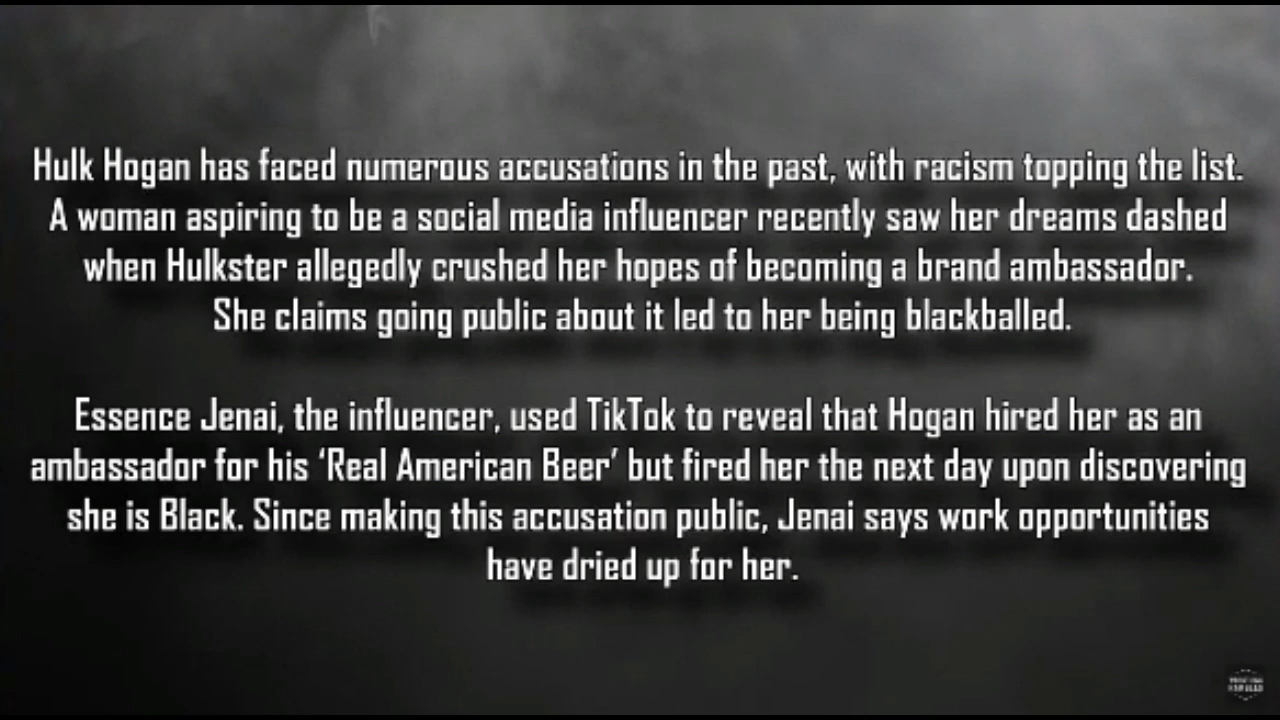 Hulk Hogan has faced numerous accusations in the past, with racism topping the list.
A woman aspiring to be a social media influencer recently saw her dreams dashed
when Hulkster allegedly crushed her hopes of becoming a brand ambassador.
She claims going public about it led to her being blackballed.
Essence Jenai, the influencer, used TikTok to reveal that Hogan hired her as an
ambassador for his ‘Real American Beer’ but fired her the next day upon discovering
she is Black. Since making this accusation public, Jenai says work opportunities
have dried up for her.